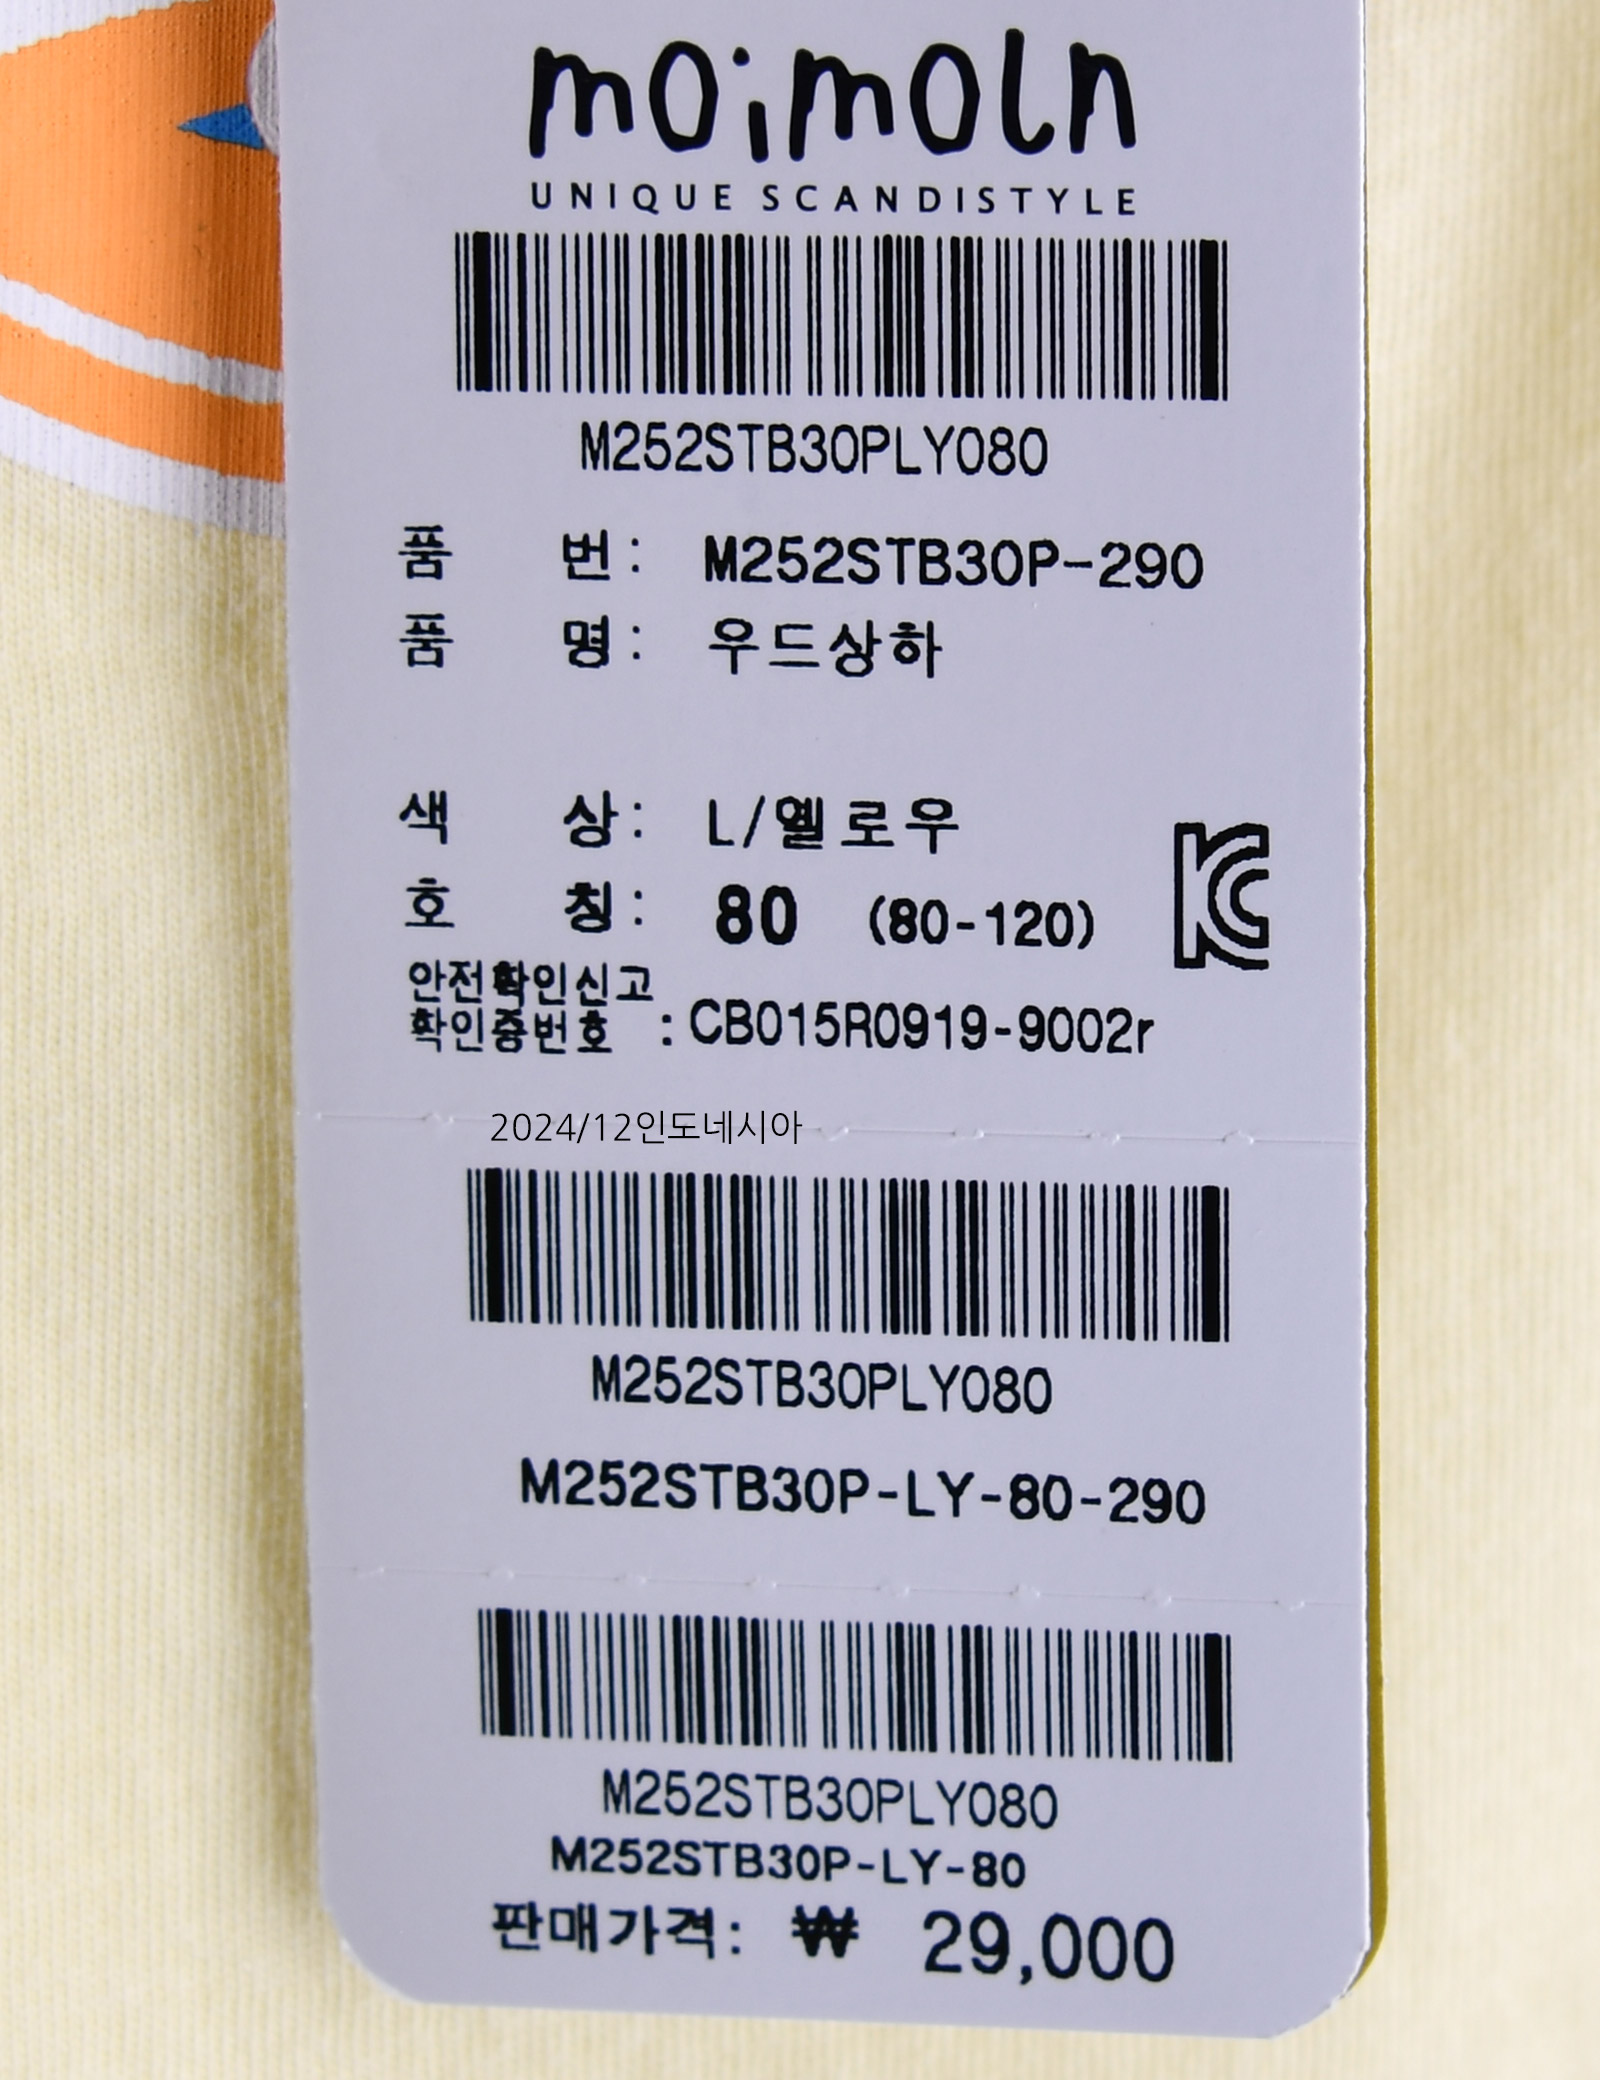 moimoln
UNIQUE SCANDISTYLE
M252STB30PLY080
품 번: M252STB30P-290
품 명: 우드상하
색 상: L/옐로우
호 칭: 80 (80-120)
안전확인신고
확인증번호 : CB015R0919-9002r
2024/12인도네시아
M252STB30PLY080
M252STB30P-LY-80-290
M252STB30PLY080
M252STB30P-LY-80
판매가격: ₩ 29,000